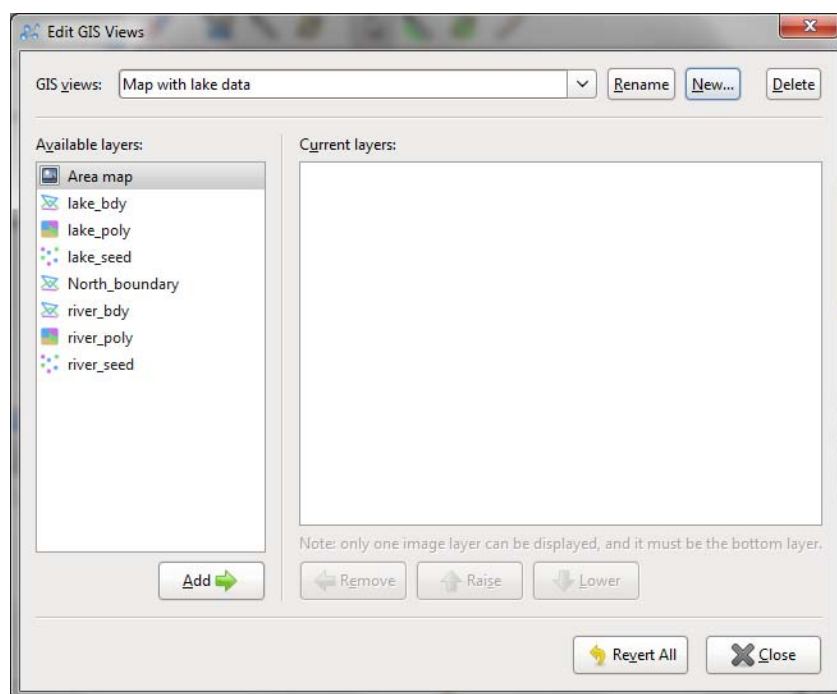 Edit GIS Views
GIS views: Map with lake data Rename New... Delete
Available layers: Current layers:
Area map
lake_bdy
lake_poly
lake_seed
North_boundary
river_bdy
river_poly
river_seed
Note: only one image layer can be displayed, and it must be the bottom layer.
Add Remove Raise Lower
Revert All Close